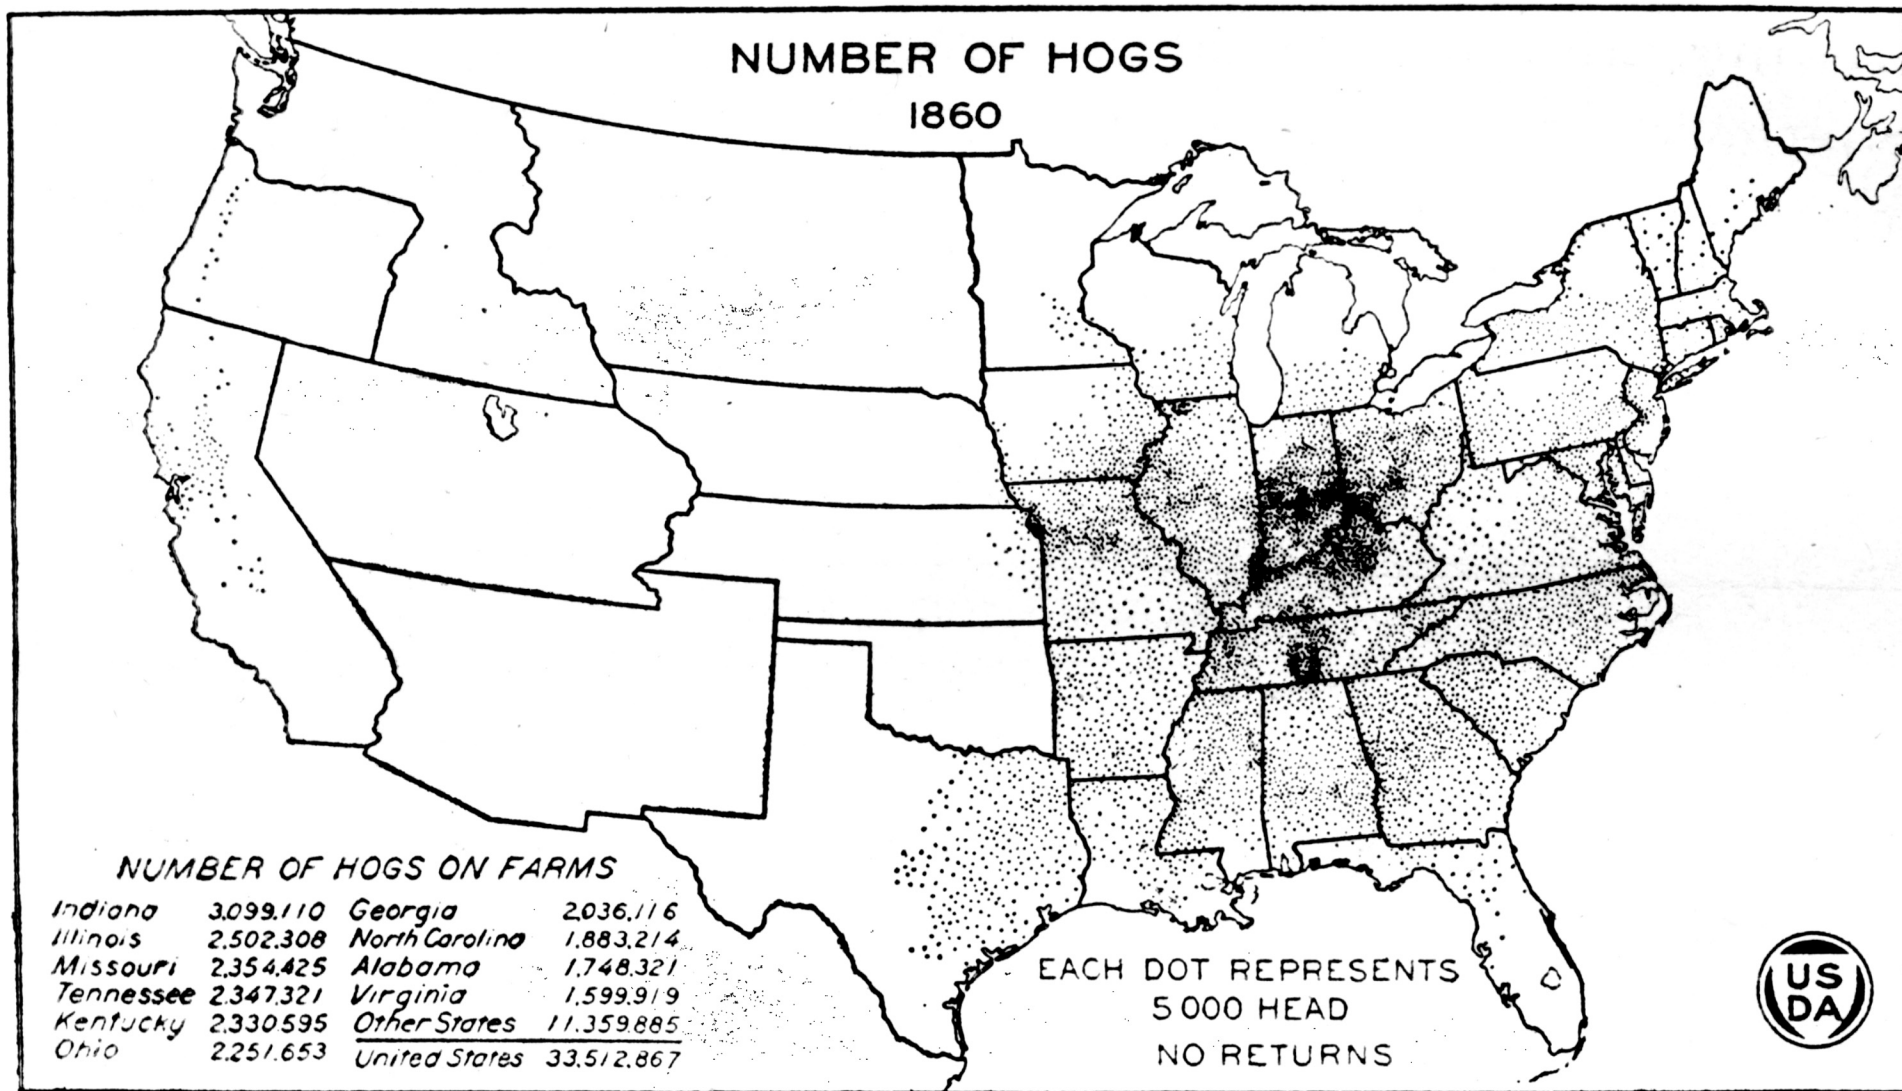 NUMBER OF HOGS
1860
NUMBER OF HOGS ON FARMS
Indiana 3,099,110 Georgia 2,036,116
Illinois 2,502,308 North Carolina 1,883,214
Missouri 2,354,425 Alabama 1,748,321
Tennessee 2,347,321 Virginia 1,599,919
Kentucky 2,330,595 Other States 11,359,885
Ohio 2,251,653 United States 33,512,867
EACH DOT REPRESENTS
5000 HEAD
NO RETURNS
US
DA